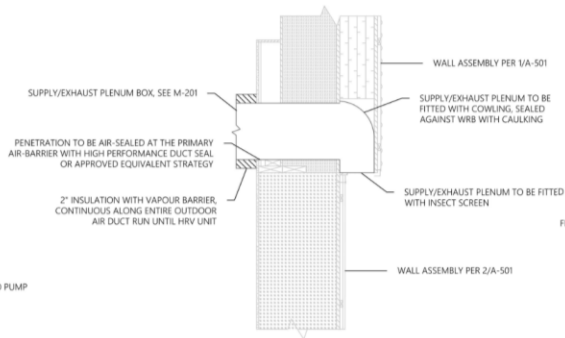 WALL ASSEMBLY PER 1/A-501
SUPPLY/EXHAUST PLENUM BOX, SEE M-201
SUPPLY/EXHAUST PLENUM TO BE
FITTED WITH COWLING, SEALED
AGAINST WRB WITH CAULKING
PENETRATION TO BE AIR-SEALED AT THE PRIMARY
AIR-BARRIER WITH HIGH PERFORMANCE DUCT SEAL
OR APPROVED EQUIVALENT STRATEGY
SUPPLY/EXHAUST PLENUM TO BE FITTED
WITH INSECT SCREEN
2" INSULATION WITH VAPOUR BARRIER,
CONTINUOUS ALONG ENTIRE OUTDOOR
AIR DUCT RUN UNTIL HRV UNIT
WALL ASSEMBLY PER 2/A-501
PUMP